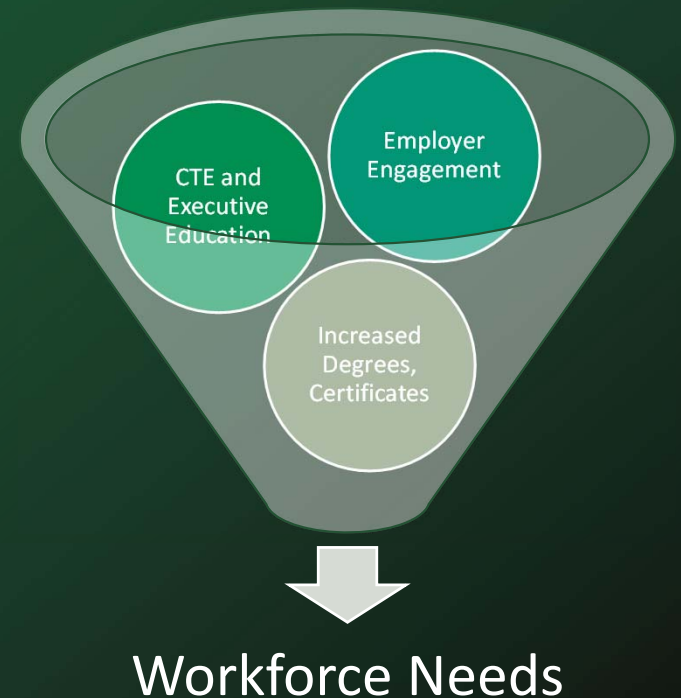 Employer
Engagement
CTE and
Executive
Education
Increased
Degrees,
Certificates
Workforce Needs